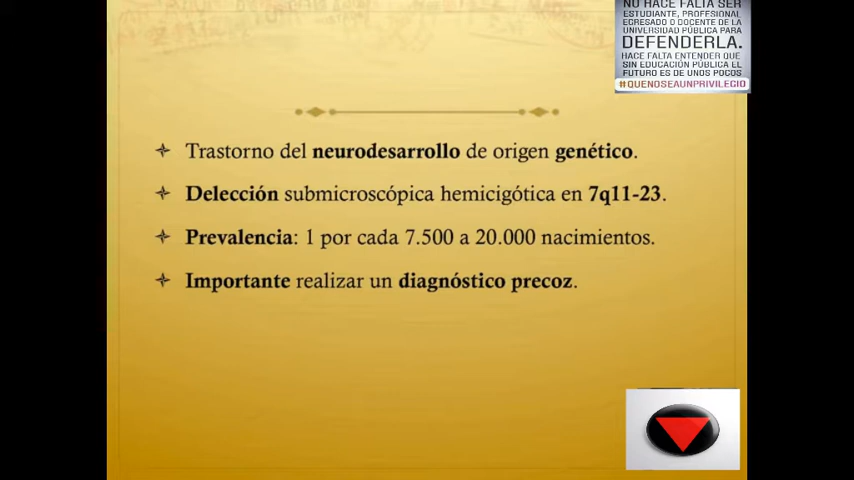 NO HACE FALTA SER
ESTUDIANTE, PROFESIONAL
EGRESADO O DOCENTE DE LA
UNIVERSIDAD PÚBLICA PARA
DEFENDERLA.
HACE FALTA ENTENDER QUE
SIN EDUCACIÓN PÚBLICA EL
FUTURO ES DE UNOS POCOS
#QUENOSEAUNPRIVILEGIO
Trastorno del neurodesarrollo de origen genético.
Delección submicroscópica hemicigótica en 7q11-23.
Prevalencia: 1 por cada 7.500 a 20.000 nacimientos.
Importante realizar un diagnóstico precoz.